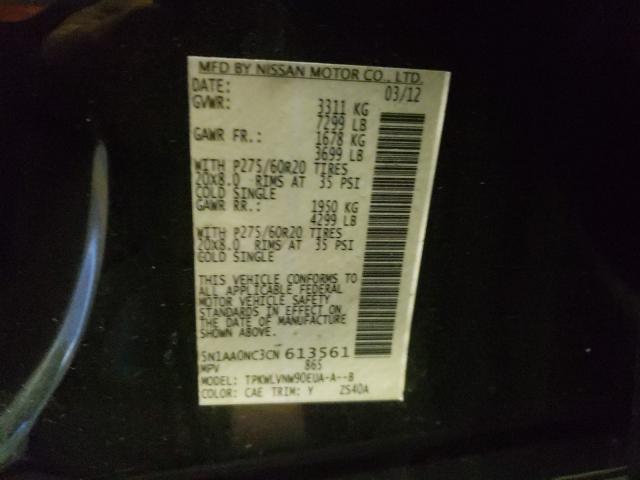 MFD BY NISSAN MOTOR CO., LTD.
DATE: 03/12
GVWR: 3311 KG
7299 LB
GAWR FR.: 1678 KG
3699 LB
WITH P275/60R20 TIRES
20X8.0 RIMS AT 35 PSI
COLD SINGLE
GAWR RR.: 1950 KG
4299 LB
WITH P275/60R20 TIRES
20X8.0 RIMS AT 35 PSI
COLD SINGLE
THIS VEHICLE CONFORMS TO
ALL APPLICABLE FEDERAL
MOTOR VEHICLE SAFETY
STANDARDS IN EFFECT ON
THE DATE OF MANUFACTURE
SHOWN ABOVE.
5N1AA0NC3CN 613561
MPV 865
MODEL: TPKWLVNW90EUA-A--B
COLOR: CAE TRIM: Y ZS40A